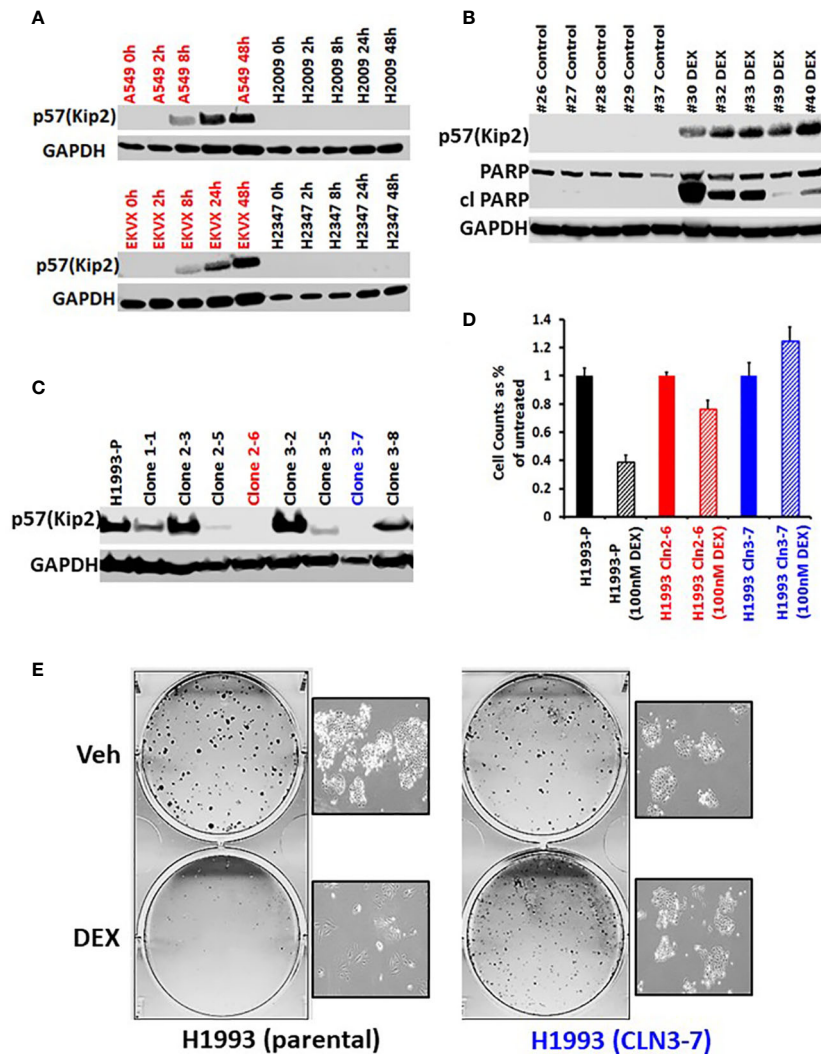 A
A549 0h
A549 2h
A549 8h
A549 48h
H2009 0h
H2009 2h
H2009 8h
H2009 24h
H2009 48h
p57(Kip2)
GAPDH
EKVX 0h
EKVX 2h
EKVX 8h
EKVX 24h
EKVX 48h
H2347 0h
H2347 2h
H2347 8h
H2347 24h
H2347 48h
p57(Kip2)
GAPDH
B
#26 Control
#27 Control
#28 Control
#29 Control
#37 Control
#30 DEX
#32 DEX
#33 DEX
#39 DEX
#40 DEX
p57(Kip2)
PARP
cl PARP
GAPDH
C
H1993-P
Clone 1-1
Clone 2-3
Clone 2-5
Clone 2-6
Clone 3-2
Clone 3-5
Clone 3-7
Clone 3-8
p57(Kip2)
GAPDH
D
Cell Counts as %
of untreated
1.4
1.2
1
0.8
0.6
0.4
0.2
0
H1993-P
H1993-P
(100nM DEX)
H1993 Cln2-6
H1993 Cln2-6
(100nM DEX)
H1993 Cln3-7
H1993 Cln3-7
(100nM DEX)
E
Veh
DEX
H1993 (parental)
H1993 (CLN3-7)